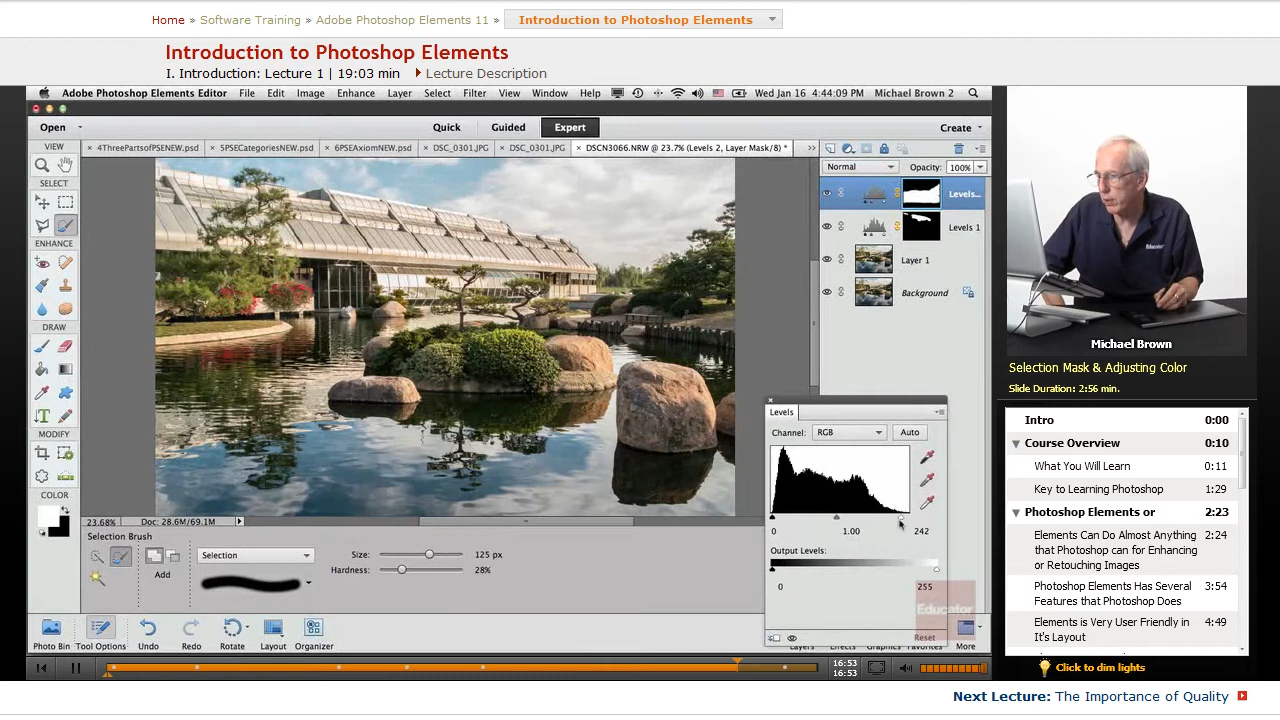 Home » Software Training » Adobe Photoshop Elements 11 » Introduction to Photoshop Elements
Introduction to Photoshop Elements
I. Introduction: Lecture 1 | 19:03 min Lecture Description
Adobe Photoshop Elements Editor File Edit Image Enhance Layer Select Filter View Window Help Wed Jan 16 4:44:09 PM Michael Brown 2
Open Quick Guided Expert Create
VIEW
4ThreePartsofPSENEW.psd 5PSECategoriesNEW.psd 6PSEAxiomNEW.psd DSC_0301.JPG DSC_0301.JPG DSCN3066.NRW @ 23.7% (Levels 2, Layer Mask/8) *
Normal Opacity: 100%
SELECT
Levels...
Levels 1
ENHANCE
Layer 1
Background
DRAW
MODIFY
COLOR
Levels
Channel: RGB Auto
0 1.00 242
Output Levels:
0 255
Educator
Reset
23.68% Doc: 28.6M/69.1M
Selection Brush
Selection
Add
Size: 125 px
Hardness: 28%
Photo Bin Tool Options Undo Redo Rotate Layout Organizer Layers Effects Graphics Favorites More
16:53
16:53
Educator
Michael Brown
Selection Mask & Adjusting Color
Slide Duration: 2:56 min.
Intro 0:00
Course Overview 0:10
What You Will Learn 0:11
Key to Learning Photoshop 1:29
Photoshop Elements or 2:23
Elements Can Do Almost Anything 2:24
that Photoshop can for Enhancing
or Retouching Images
Photoshop Elements Has Several 3:54
Features that Photoshop Does
Elements is Very User Friendly in 4:49
It's Layout
Click to dim lights
Next Lecture: The Importance of Quality